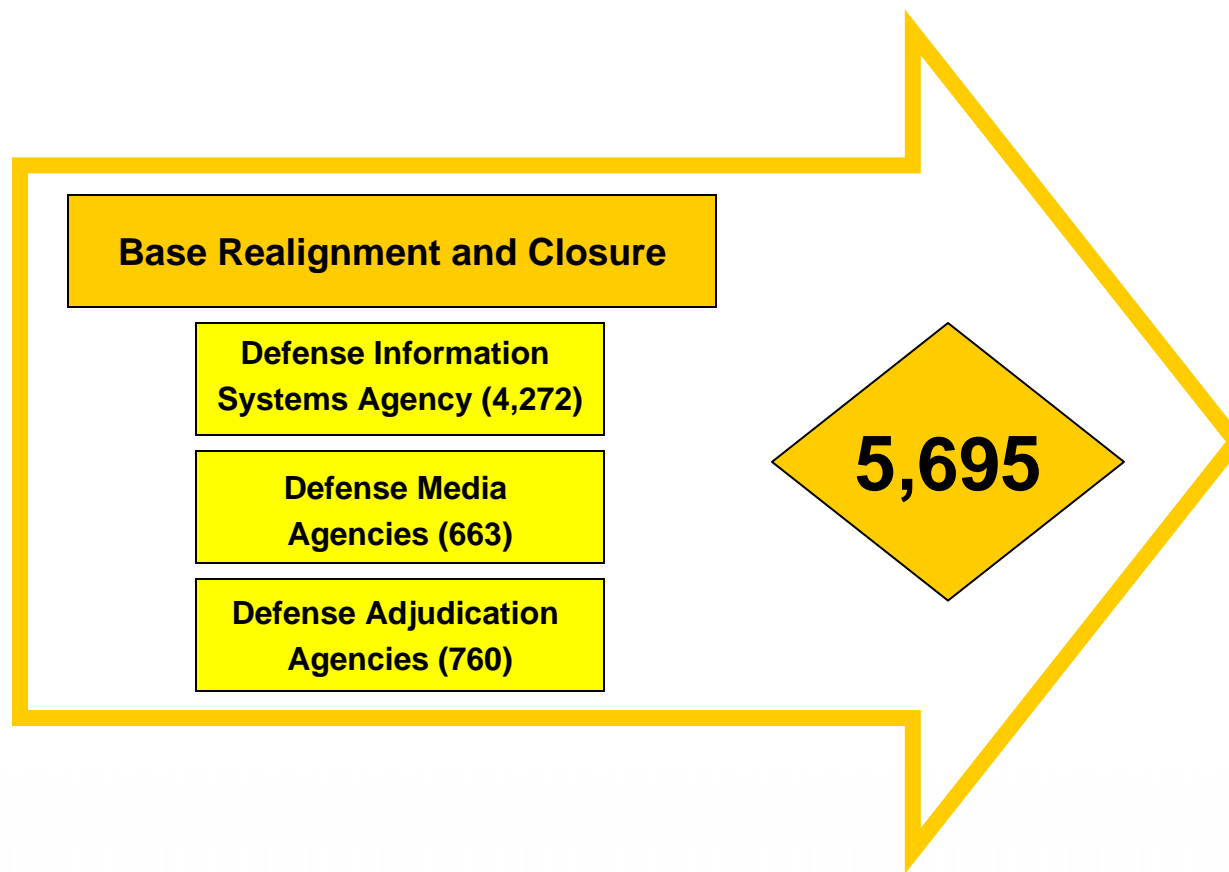 Base Realignment and Closure
Defense Information
Systems Agency (4,272)
Defense Media
Agencies (663)
Defense Adjudication
Agencies (760)
5,695